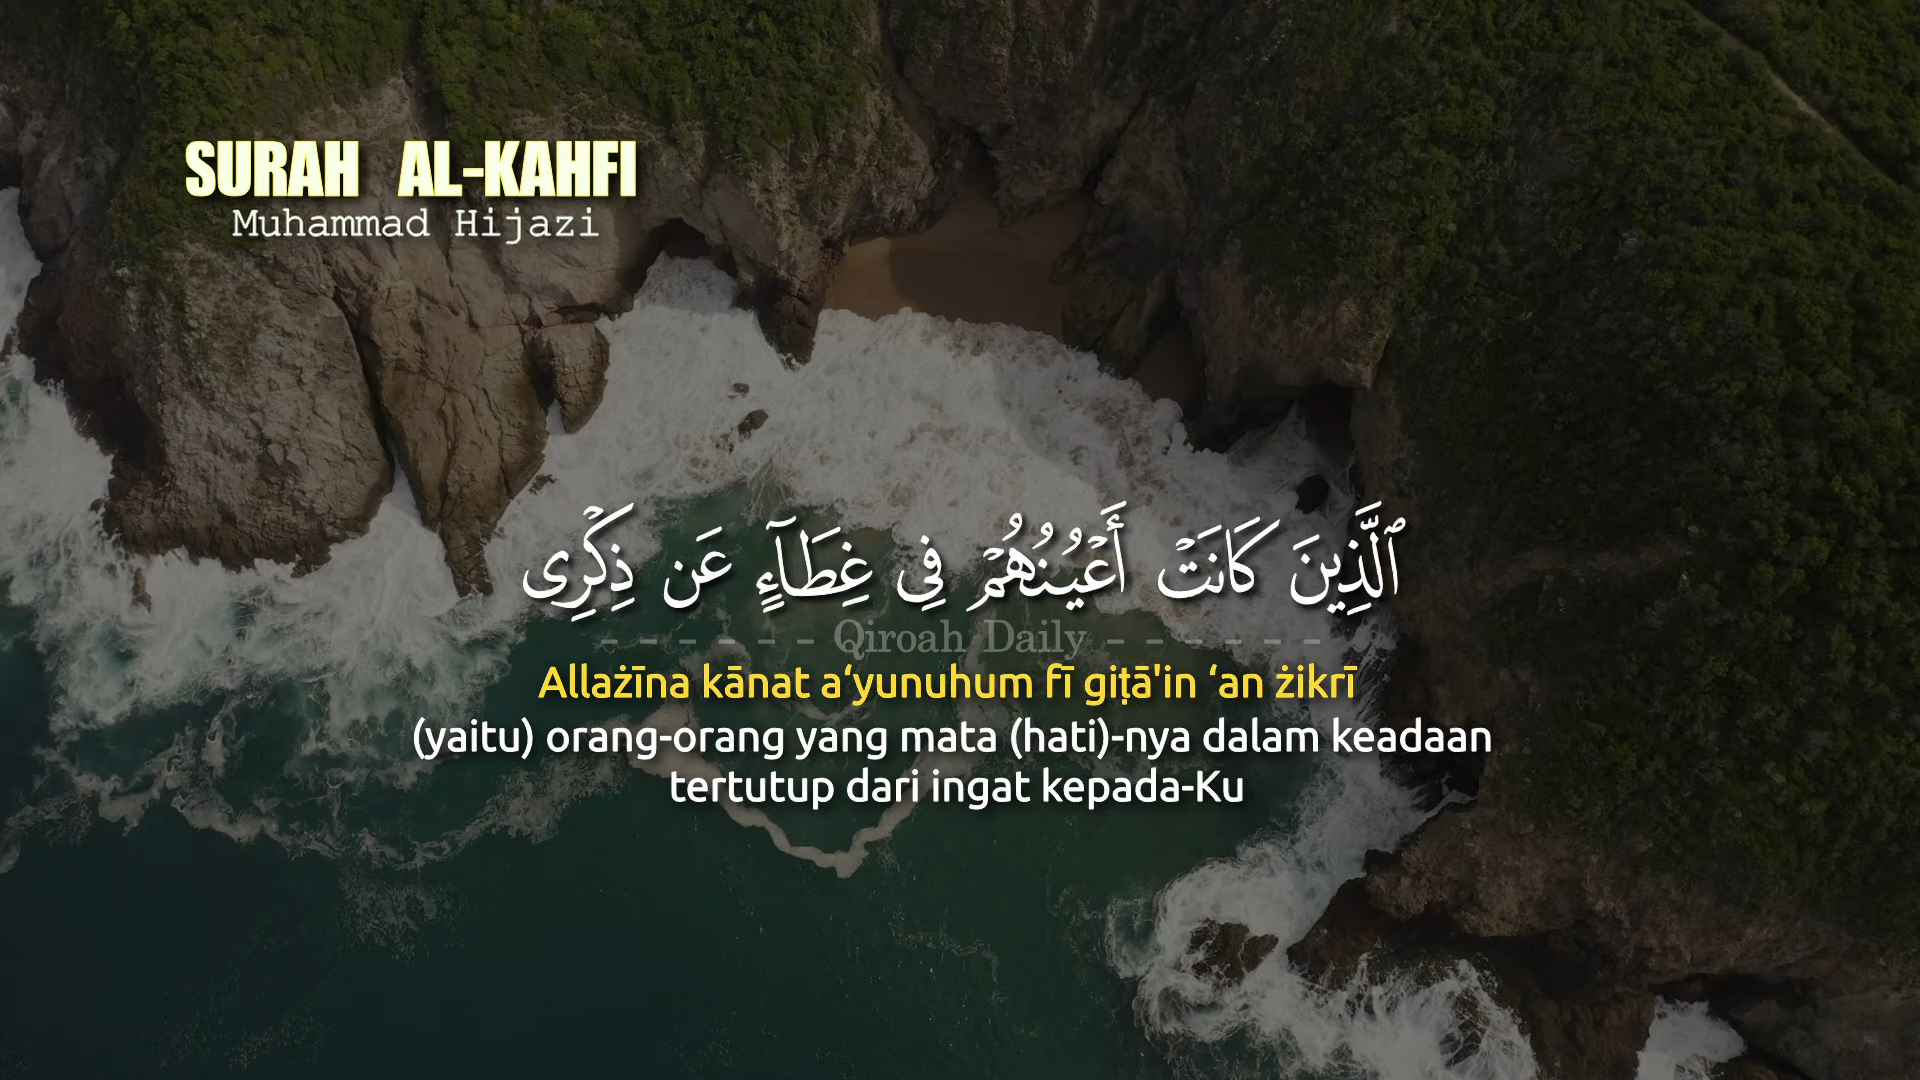 SURAH AL-KAHFI
Muhammad Hijazi
ٱلَّذِينَ كَانَتْ أَعْيُنُهُمْ فِى غِطَآءٍ عَن ذِكْرِى
- - - - - - Qiroah Daily - - - - - -
Allażīna kānat a‘yunuhum fī giṭā'in ‘an żikrī
(yaitu) orang-orang yang mata (hati)-nya dalam keadaan
tertutup dari ingat kepada-Ku